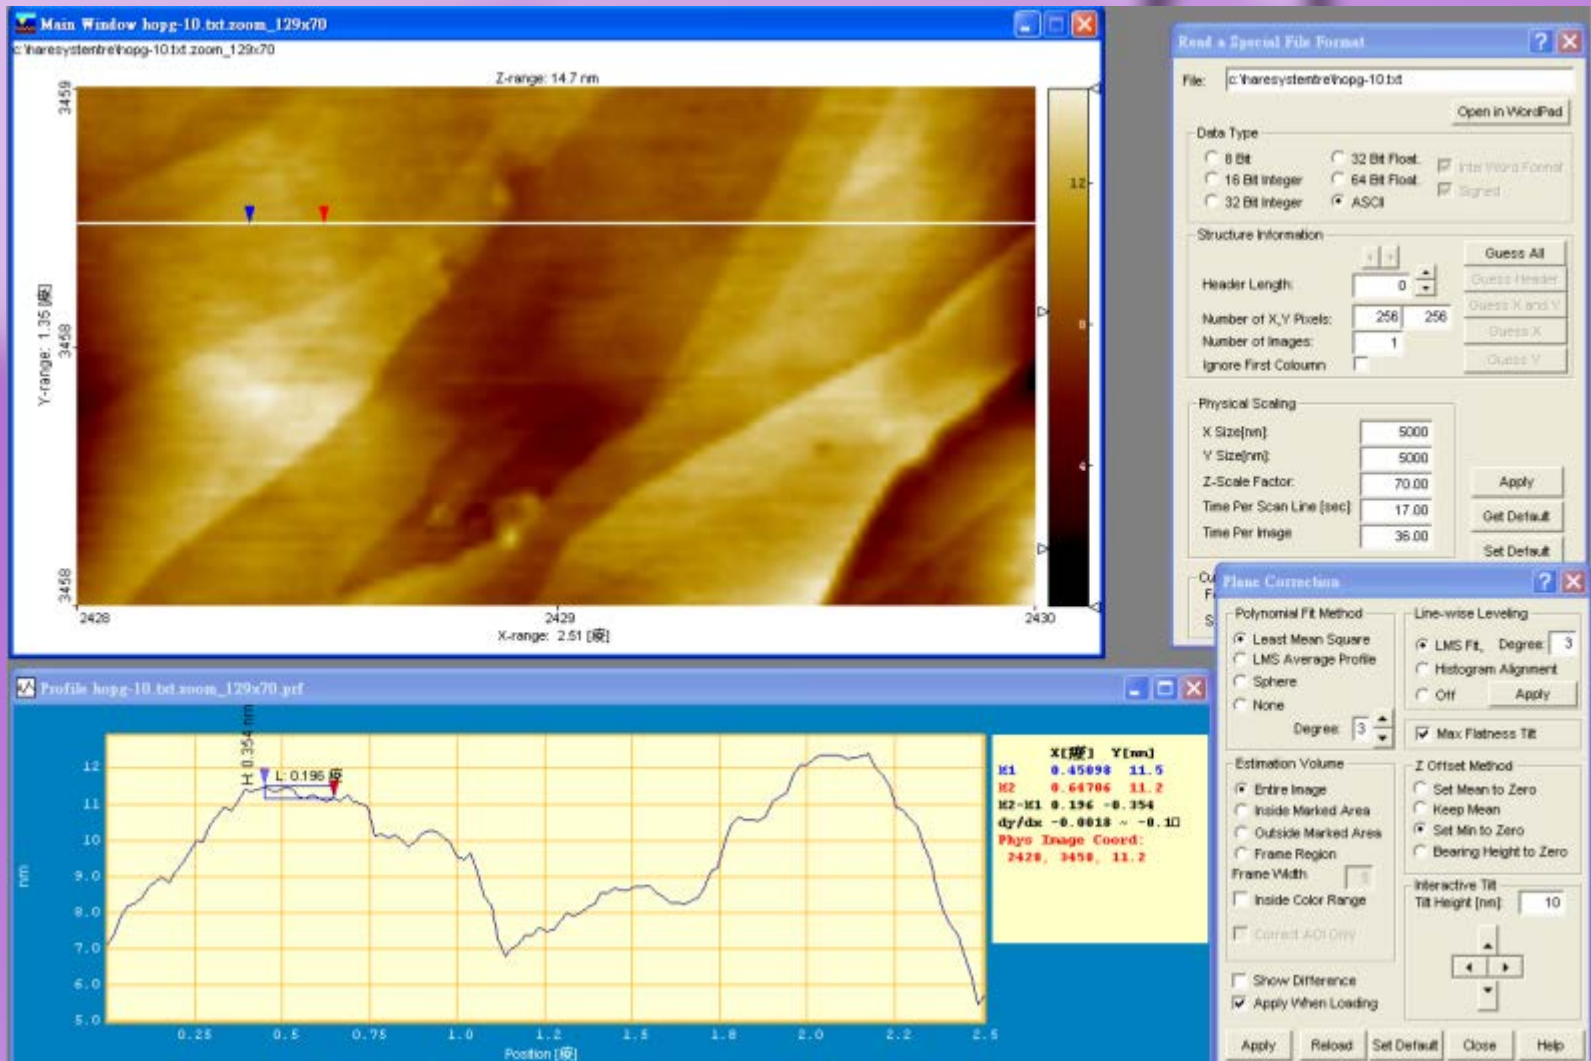 Main Window hopg-10.txt.zoom_129x70
c:\haresystemtre\hopg-10.txt.zoom_129x70
Z-range: 14.7 nm
3459
12
Y-range: 1.35 [痿]
3458
8
4
3458
2428
2429
2430
X-range: 2.51 [痿]
Read a Special File Format
File: c:\haresystemtre\hopg-10.txt
Open in WordPad
Data Type
8 Bit
32 Bit Float.
Intel Word Format
16 Bit Integer
64 Bit Float.
Signed
32 Bit Integer
ASCII
Structure Information
Guess All
Header Length: 0
Guess Header
Guess X and Y
Number of X,Y Pixels: 256 256
Guess X
Number of Images: 1
Guess Y
Ignore First Coloumn
Physical Scaling
X Size[nm]: 5000
Y Size[nm]: 5000
Z-Scale Factor: 70.00
Apply
Time Per Scan Line [sec] 17.00
Get Default
Time Per Image 36.00
Set Default
Cu
F
S
Plane Correction
Polynomial Fit Method
Least Mean Square
LMS Average Profile
Sphere
None
Degree: 3
Line-wise Leveling
LMS Fit, Degree: 3
Histogram Alignment
Off
Apply
Max Flatness Tilt
Estimation Volume
Entire Image
Inside Marked Area
Outside Marked Area
Frame Region
Frame Width
Inside Color Range
Correct AOI Only
Z Offset Method
Set Mean to Zero
Keep Mean
Set Min to Zero
Bearing Height to Zero
Interactive Tilt
Tilt Height [nm]: 10
Show Difference
Apply When Loading
Apply
Reload
Set Default
Close
Help
Profile hopg-10.txt.zoom_129x70.prf
H: 0.354 nm
L: 0.196 痿
12
11
10
9.0
8.0
7.0
6.0
5.0
nm
0.25
0.5
0.75
1.0
1.2
1.5
1.8
2.0
2.2
2.5
Position [痿]
X[痿] Y[nm]
M1 0.45098 11.5
M2 0.64706 11.2
M2-M1 0.196 -0.354
dy/dx -0.0018 ~ -0.1□
Phys Image Coord:
2428, 3458, 11.2